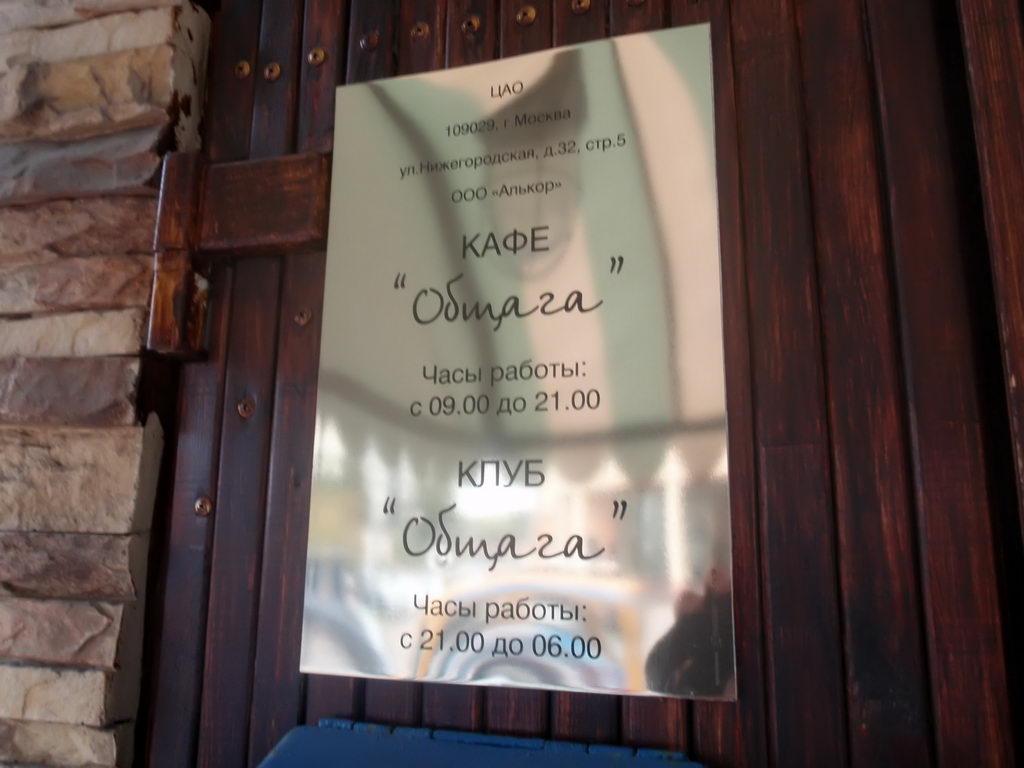 ЦАО
109029, г Москва
ул.Нижегородская, д.32, стр.5
ООО «Алькор»
КАФЕ
“Общага”
Часы работы:
с 09.00 до 21.00
КЛУБ
“Общага”
Часы работы:
с 21.00 до 06.00